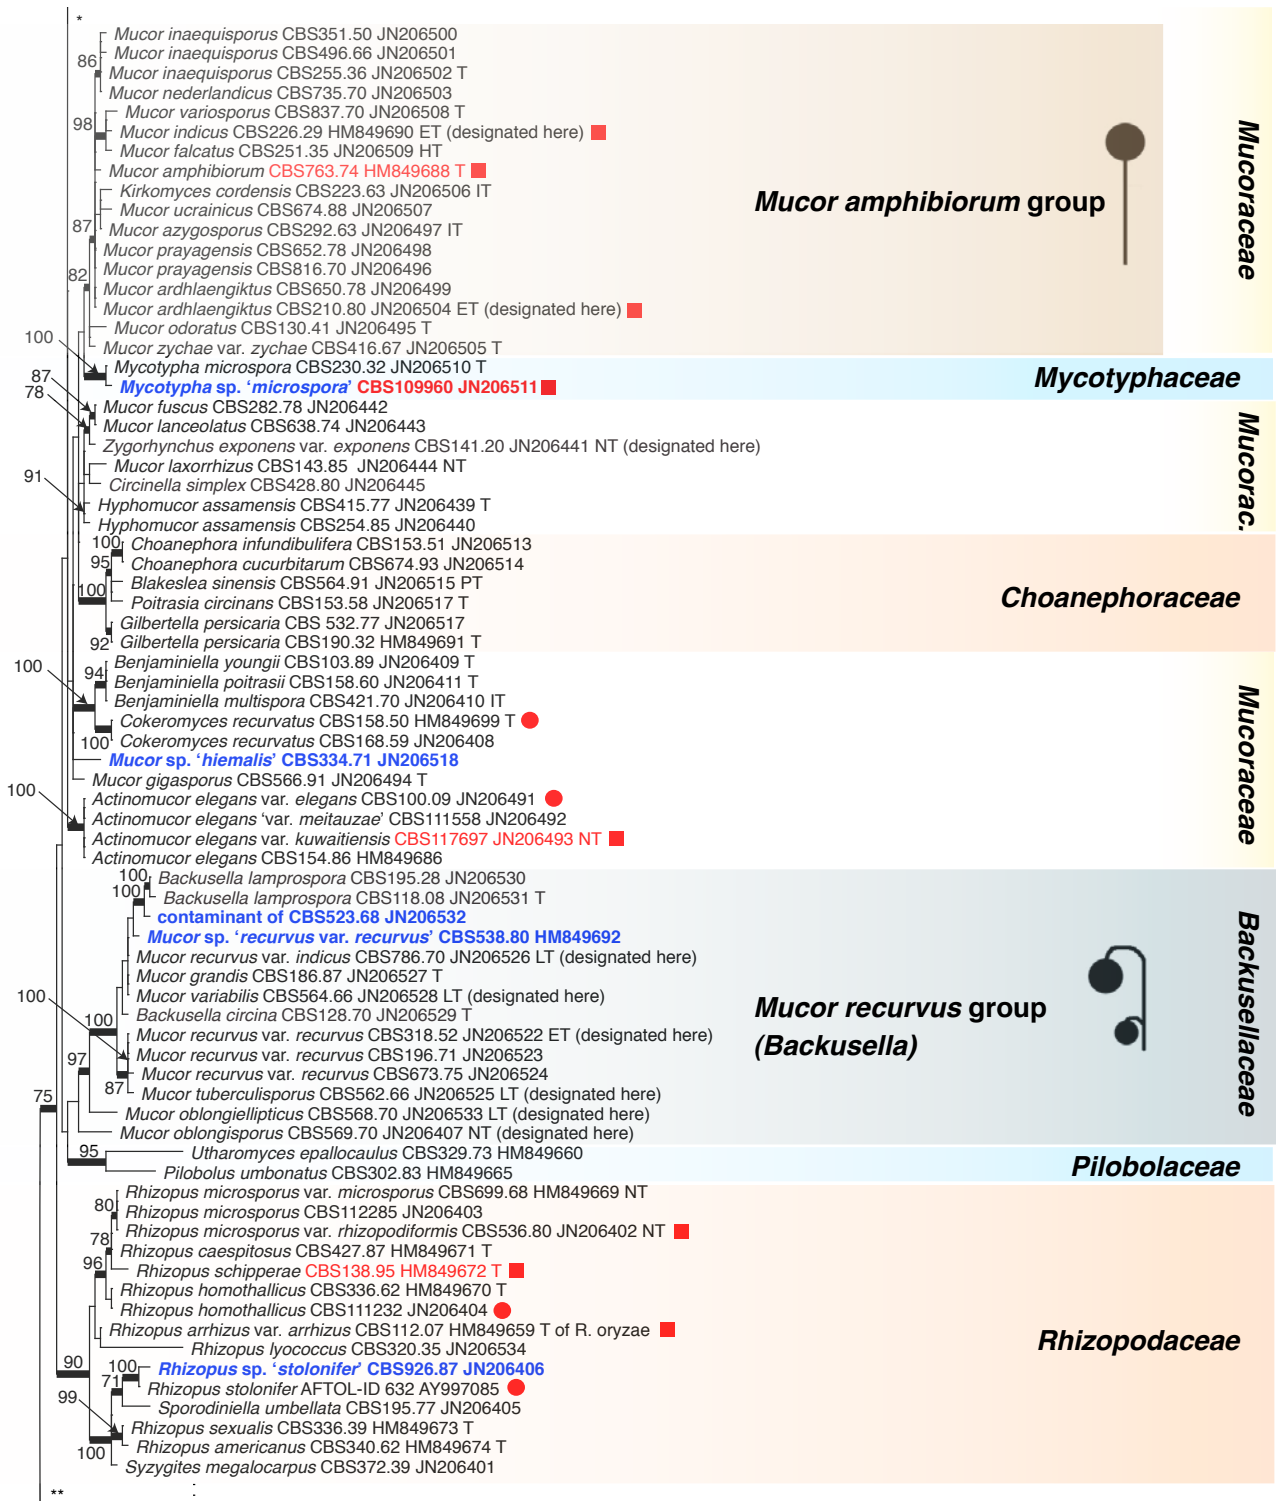 *
Mucor inaequisporus CBS351.50 JN206500
Mucor inaequisporus CBS496.66 JN206501
86
Mucor inaequisporus CBS255.36 JN206502 T
Mucor nederlandicus CBS735.70 JN206503
Mucor variosporus CBS837.70 JN206508 T
98
Mucor indicus CBS226.29 HM849690 ET (designated here)
Mucor falcatus CBS251.35 JN206509 HT
Mucor amphibiorum CBS763.74 HM849688 T
Kirkomyces cordensis CBS223.63 JN206506 IT
Mucor ucrainicus CBS674.88 JN206507
87
Mucor azygosporus CBS292.63 JN206497 IT
Mucor prayagensis CBS652.78 JN206498
Mucor prayagensis CBS816.70 JN206496
82
Mucor ardhlaengiktus CBS650.78 JN206499
Mucor ardhlaengiktus CBS210.80 JN206504 ET (designated here)
Mucor odoratus CBS130.41 JN206495 T
Mucor zychae var. zychae CBS416.67 JN206505 T
Mucor amphibiorum group
Mucoraceae
100
Mycotypha microspora CBS230.32 JN206510 T
Mycotypha sp. ‘microspora’ CBS109960 JN206511
Mycotyphaceae
87
78
Mucor fuscus CBS282.78 JN206442
Mucor lanceolatus CBS638.74 JN206443
Zygorhynchus exponens var. exponens CBS141.20 JN206441 NT (designated here)
Mucor laxorrhizus CBS143.85 JN206444 NT
91
Circinella simplex CBS428.80 JN206445
Hyphomucor assamensis CBS415.77 JN206439 T
Hyphomucor assamensis CBS254.85 JN206440
Mucorac.
100
Choanephora infundibulifera CBS153.51 JN206513
95
Choanephora cucurbitarum CBS674.93 JN206514
Blakeslea sinensis CBS564.91 JN206515 PT
100
Poitrasia circinans CBS153.58 JN206517 T
Gilbertella persicaria CBS 532.77 JN206517
92
Gilbertella persicaria CBS190.32 HM849691 T
Choanephoraceae
100
Benjaminiella youngii CBS103.89 JN206409 T
94
Benjaminiella poitrasii CBS158.60 JN206411 T
Benjaminiella multispora CBS421.70 JN206410 IT
Cokeromyces recurvatus CBS158.50 HM849699 T
100
Cokeromyces recurvatus CBS168.59 JN206408
Mucor sp. ‘hiemalis’ CBS334.71 JN206518
Mucor gigasporus CBS566.91 JN206494 T
100
Actinomucor elegans var. elegans CBS100.09 JN206491
Actinomucor elegans ‘var. meitauzae’ CBS111558 JN206492
Actinomucor elegans var. kuwaitiensis CBS117697 JN206493 NT
Actinomucor elegans CBS154.86 HM849686
Mucoraceae
100
Backusella lamprospora CBS195.28 JN206530
100
Backusella lamprospora CBS118.08 JN206531 T
contaminant of CBS523.68 JN206532
Mucor sp. ‘recurvus var. recurvus’ CBS538.80 HM849692
Mucor recurvus var. indicus CBS786.70 JN206526 LT (designated here)
Mucor grandis CBS186.87 JN206527 T
100
Mucor variabilis CBS564.66 JN206528 LT (designated here)
Backusella circina CBS128.70 JN206529 T
100
Mucor recurvus var. recurvus CBS318.52 JN206522 ET (designated here)
Mucor recurvus var. recurvus CBS196.71 JN206523
97
Mucor recurvus var. recurvus CBS673.75 JN206524
87
Mucor tuberculisporus CBS562.66 JN206525 LT (designated here)
75
Mucor oblongiellipticus CBS568.70 JN206533 LT (designated here)
Mucor oblongisporus CBS569.70 JN206407 NT (designated here)
Mucor recurvus group
(Backusella)
Backusellaceae
95
Utharomyces epallocaulus CBS329.73 HM849660
Pilobolus umbonatus CBS302.83 HM849665
Pilobolaceae
Rhizopus microsporus var. microsporus CBS699.68 HM849669 NT
80
Rhizopus microsporus CBS112285 JN206403
Rhizopus microsporus var. rhizopodiformis CBS536.80 JN206402 NT
78
Rhizopus caespitosus CBS427.87 HM849671 T
96
Rhizopus schipperae CBS138.95 HM849672 T
Rhizopus homothallicus CBS336.62 HM849670 T
Rhizopus homothallicus CBS111232 JN206404
Rhizopus arrhizus var. arrhizus CBS112.07 HM849659 T of R. oryzae
Rhizopus lyococcus CBS320.35 JN206534
90
100
Rhizopus sp. ‘stolonifer’ CBS926.87 JN206406
71
Rhizopus stolonifer AFTOL-ID 632 AY997085
99
Sporodiniella umbellata CBS195.77 JN206405
Rhizopus sexualis CBS336.39 HM849673 T
100
Rhizopus americanus CBS340.62 HM849674 T
Syzygites megalocarpus CBS372.39 JN206401
Rhizopodaceae
**